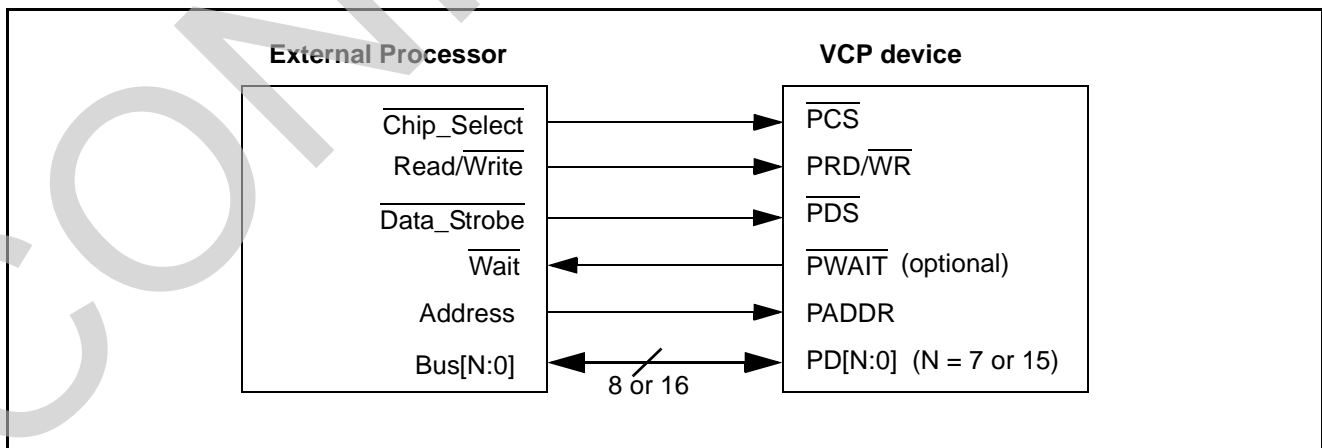 External Processor VCP device
Chip_Select PCS
Read/Write PRD/WR
Data_Strobe PDS
Wait PWAIT (optional)
Address PADDR
Bus[N:0] PD[N:0] (N = 7 or 15)
8 or 16
CON